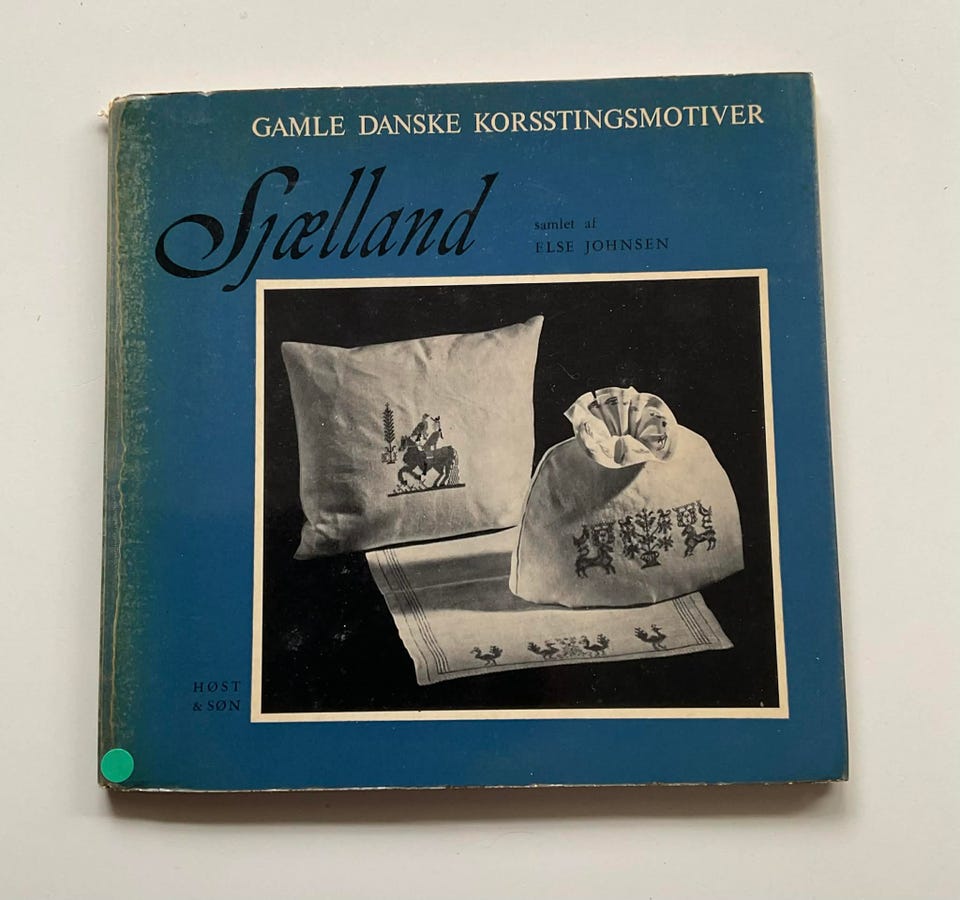 GAMLE DANSKE KORSSTINGSMOTIVER
Sjælland
samlet af
ELSE JOHNSEN
HØST
& SØN